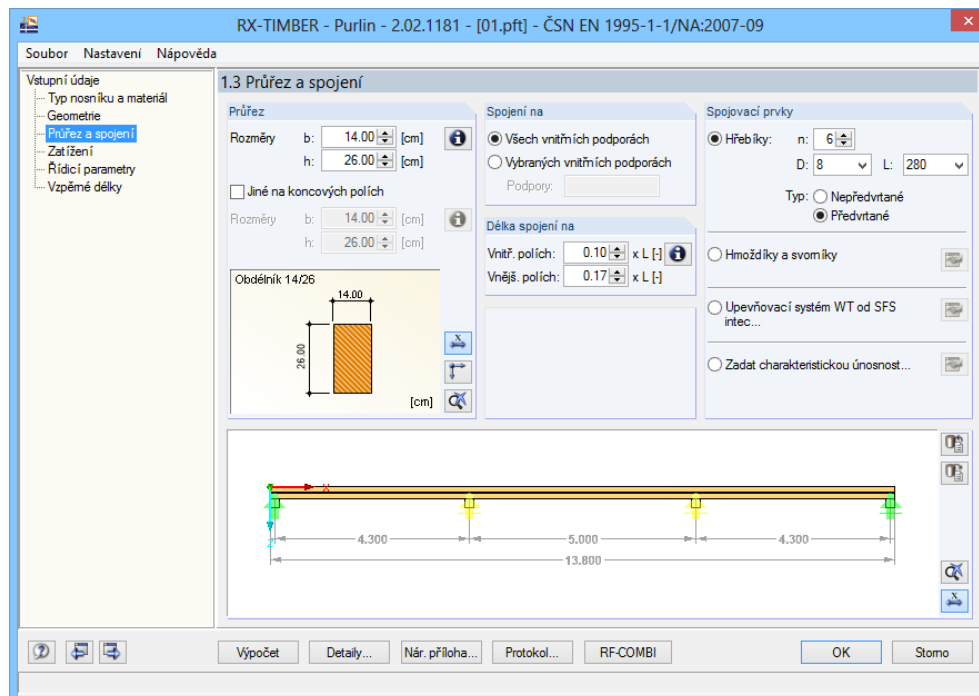 RX-TIMBER - Purlin - 2.02.1181 - [01.pft] - ČSN EN 1995-1-1/NA:2007-09
Soubor Nastavení Nápověda
Vstupní údaje
Typ nosníku a materiál
Geometrie
Průřez a spojení
Zatížení
Řídicí parametry
Vzpěrné délky
1.3 Průřez a spojení
Průřez
Rozměry b: 14.00 [cm]
h: 26.00 [cm]
Jiné na koncových polích
Rozměry b: 14.00 [cm]
h: 26.00 [cm]
Obdélník 14/26
14.00
26.00
[cm]
Spojení na
Všech vnitřních podporách
Vybraných vnitřních podporách
Podpory:
Délka spojení na
Vnitř. polích: 0.10 x L [-]
Vnějš. polích: 0.17 x L [-]
Spojovací prvky
Hřebíky: n: 6
D: 8 L: 280
Typ: Nepředvrtané
Předvrtané
Hmoždíky a svorníky
Upevňovací systém WT od SFS
intec...
Zadat charakteristickou únosnost...
X
Z
4.300 5.000 4.300
13.800
Výpočet Detaily... Nár. příloha... Protokol... RF-COMBI OK Storno